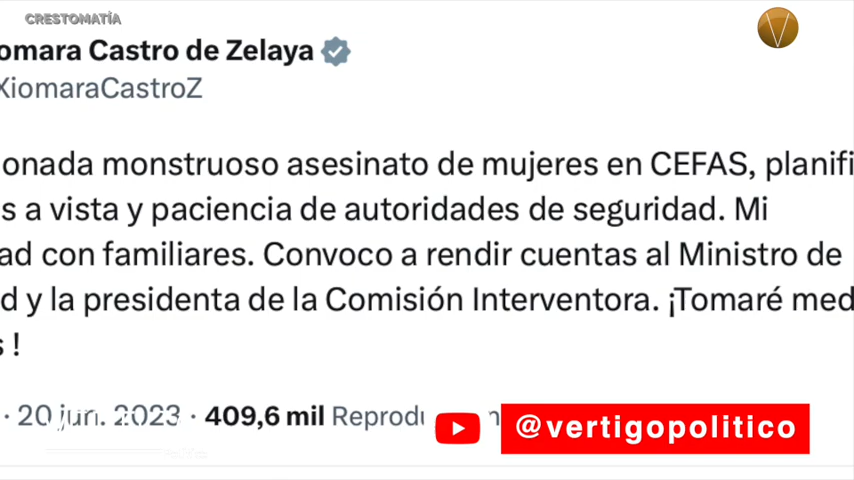 CRESTOMATÍA
omara Castro de Zelaya
XiomaraCastroZ
onada monstruoso asesinato de mujeres en CEFAS, planifi
s a vista y paciencia de autoridades de seguridad. Mi
ad con familiares. Convoco a rendir cuentas al Ministro de
d y la presidenta de la Comisión Interventora. ¡Tomaré med
s !
· 20 jun. 2023 · 409,6 mil Reprodu
@vertigopolitico